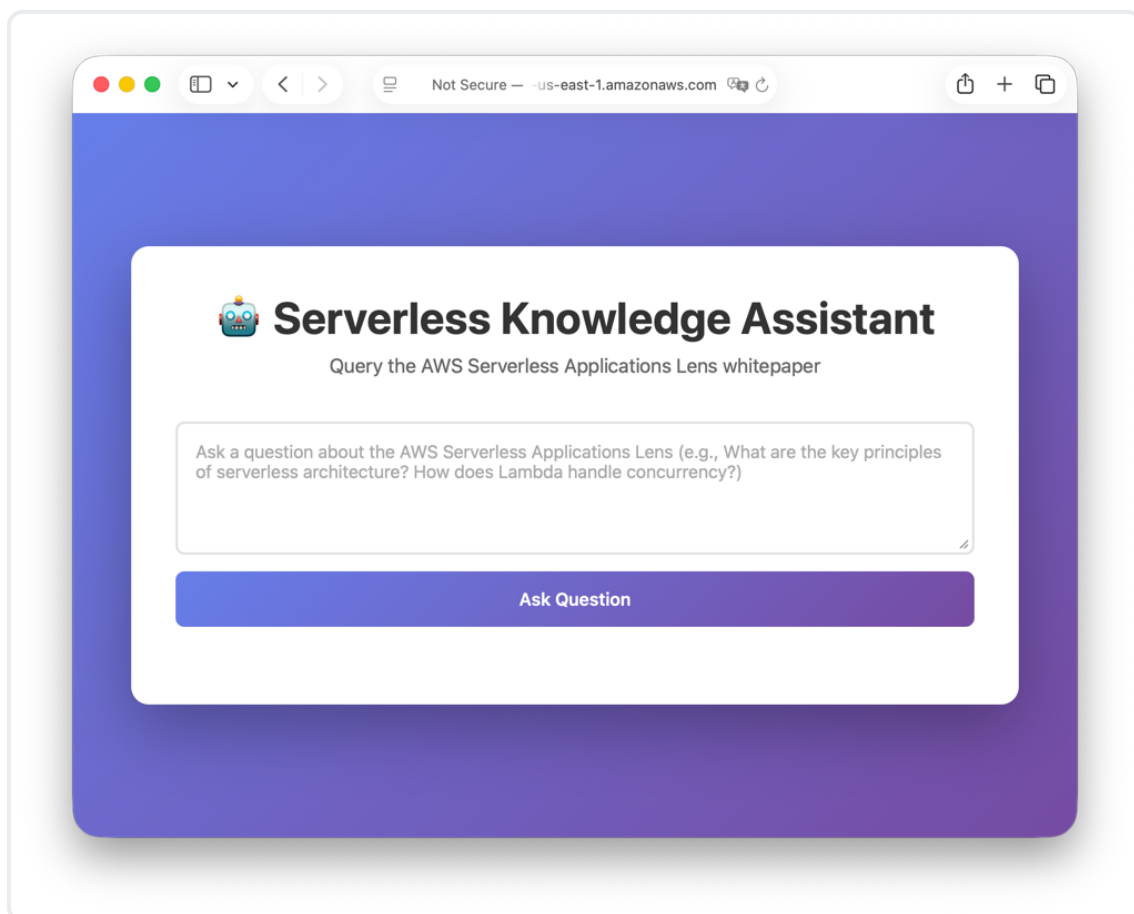 Not Secure — -us-east-1.amazonaws.com
Serverless Knowledge Assistant
Query the AWS Serverless Applications Lens whitepaper
Ask a question about the AWS Serverless Applications Lens (e.g., What are the key principles
of serverless architecture? How does Lambda handle concurrency?)
Ask Question